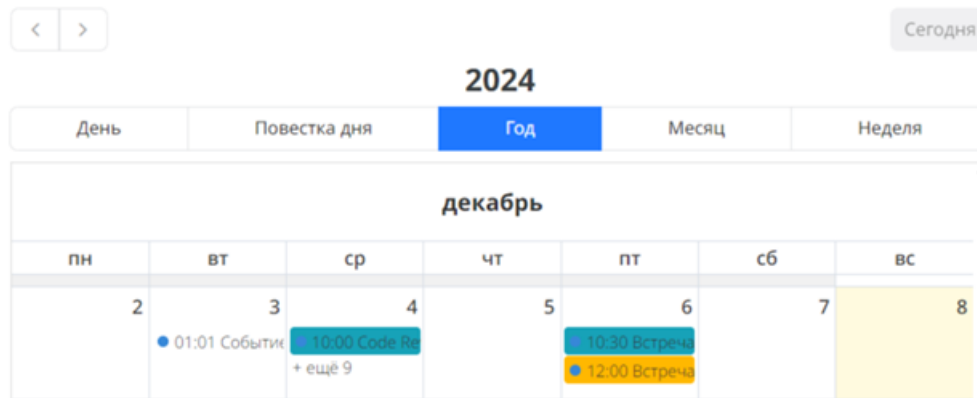 < >
Сегодня
2024
День Повестка дня Год Месяц Неделя
декабрь
пн вт ср чт пт сб вс
2 3 4 5 6 7 8
01:01 Событие 10:00 Code Re 10:30 Встреча
+ ещё 9 12:00 Встреча